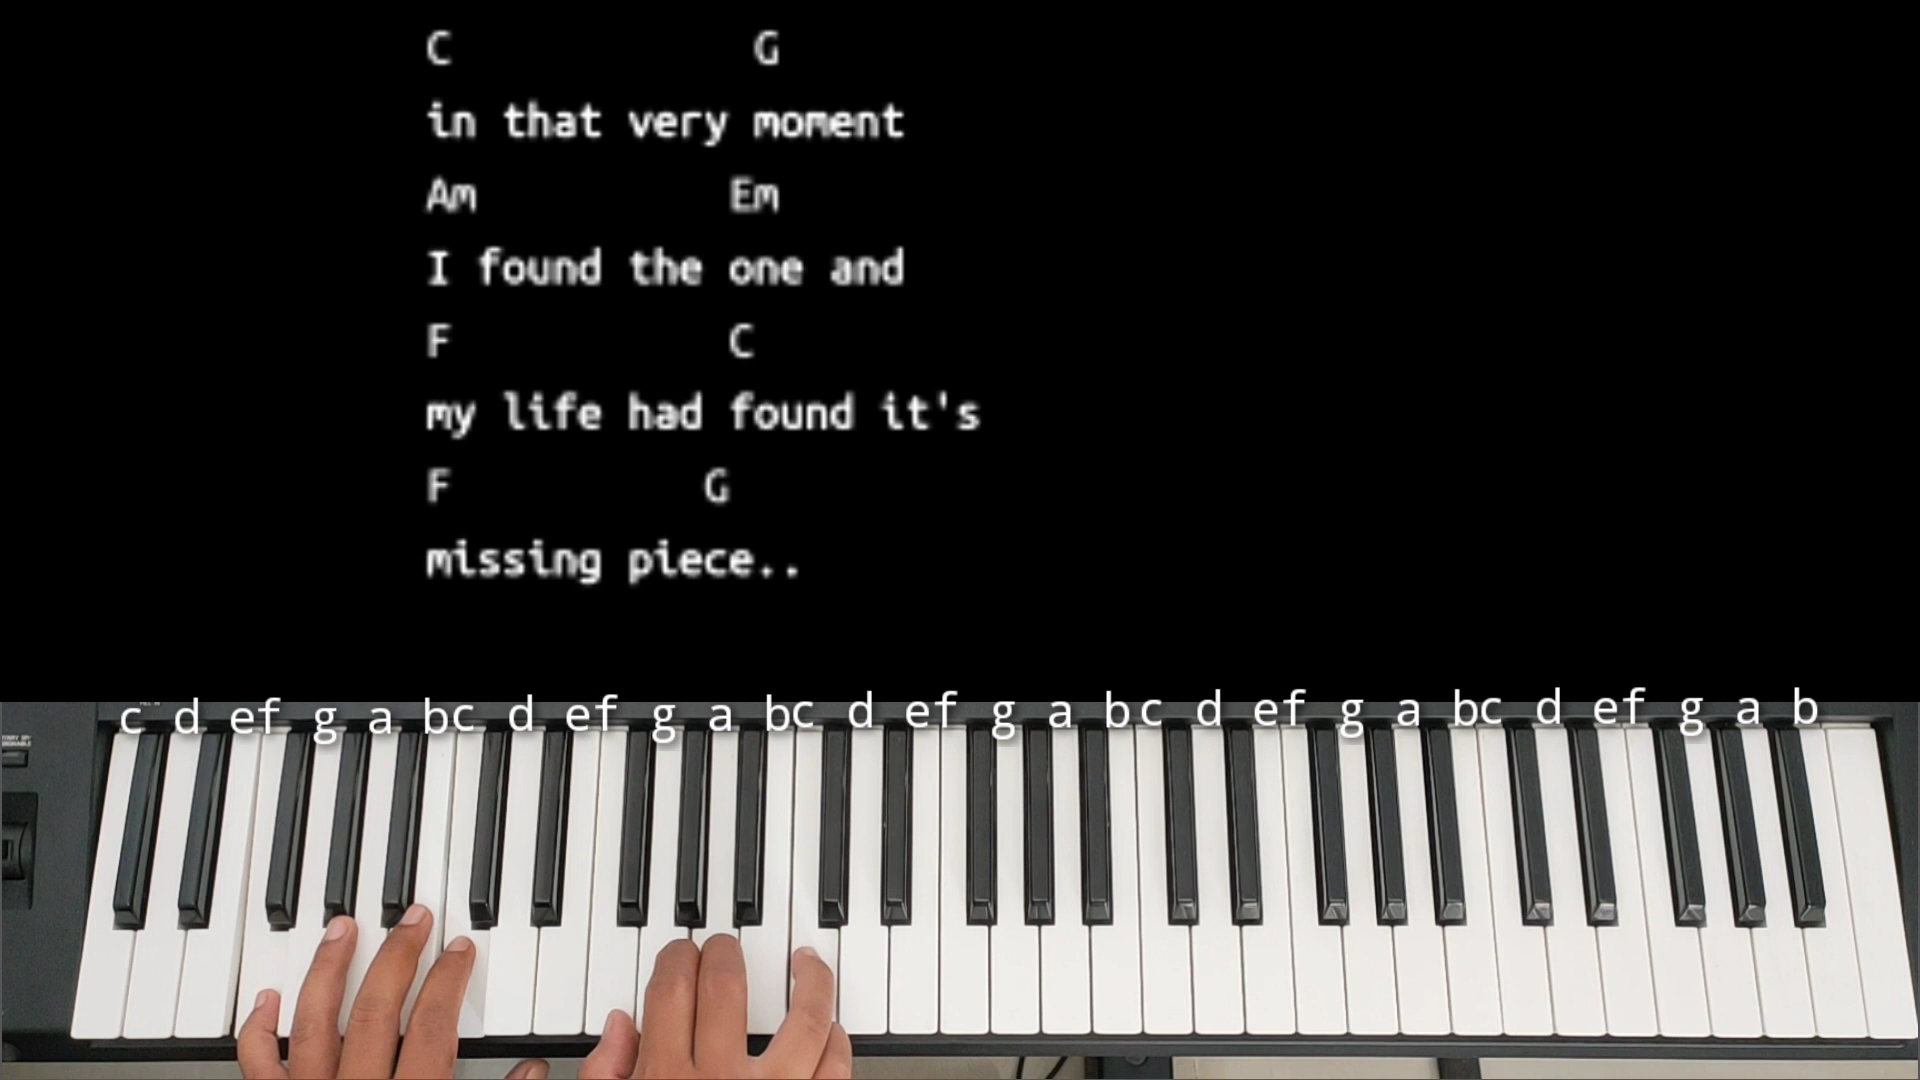 C G
in that very moment
Am Em
I found the one and
F C
my life had found it's
F G
missing piece..
c d ef g a bc d ef g a bc d ef g a bc d ef g a bc d ef g a b